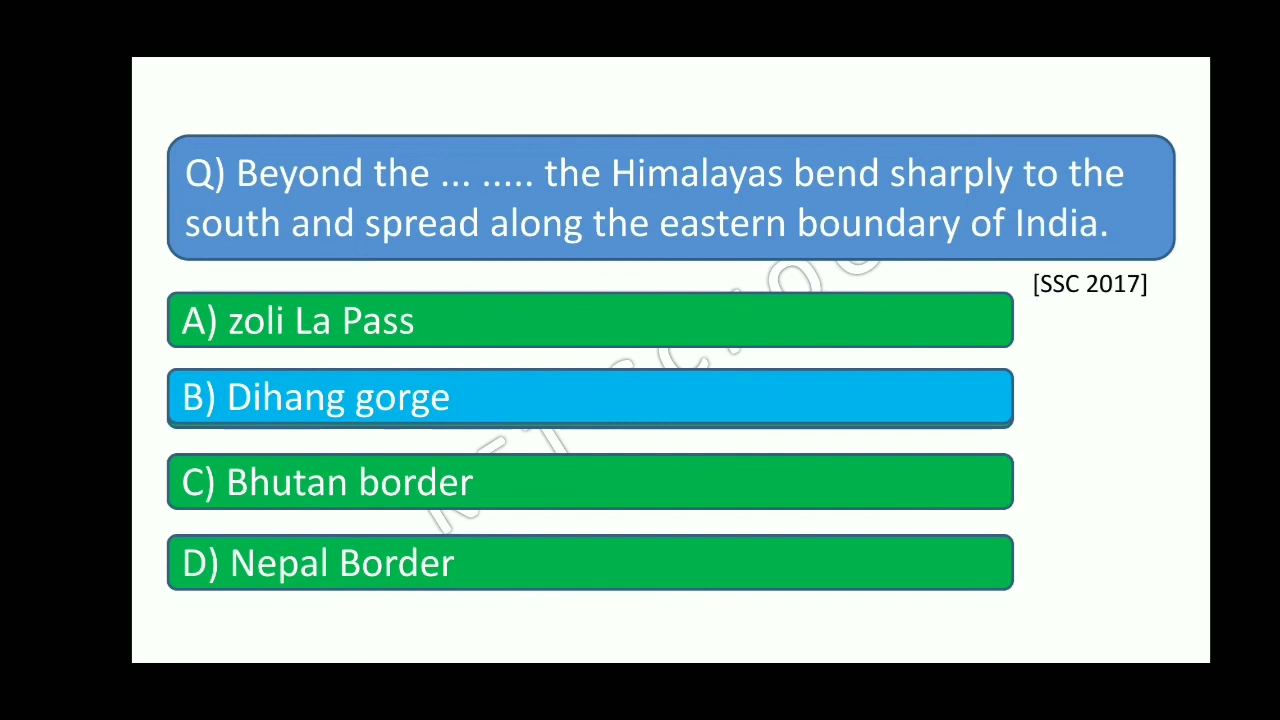 Q) Beyond the ... ..... the Himalayas bend sharply to the
south and spread along the eastern boundary of India.
[SSC 2017]
A) zoli La Pass
B) Dihang gorge
C) Bhutan border
D) Nepal Border